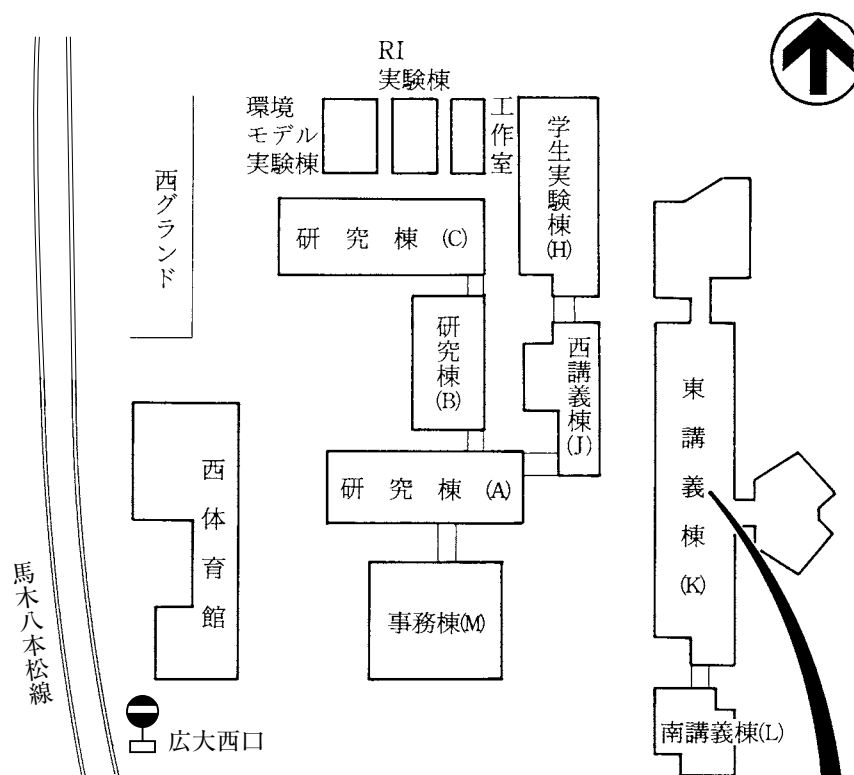 RI
実験棟
環境
モデル
実験棟
工作室
学生実験棟(H)
西グランド
研究棟(C)
研究棟(B)
西講義棟(J)
東講義棟(K)
研究棟(A)
西体育館
事務棟(M)
馬木八本松線
広大西口
南講義棟(L)